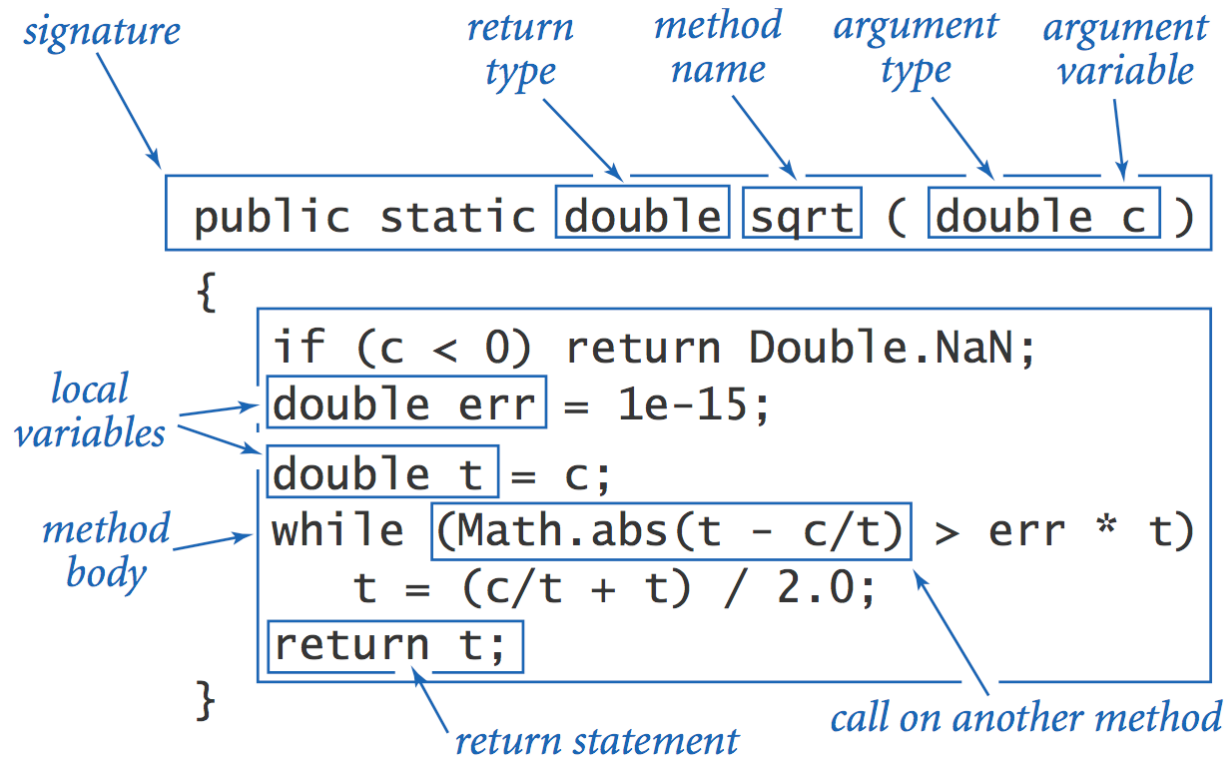 signature
return
type
method
name
argument
type
argument
variable
public static double sqrt ( double c )
{
if (c < 0) return Double.NaN;
double err = 1e-15;
double t = c;
while (Math.abs(t - c/t) > err * t)
t = (c/t + t) / 2.0;
return t;
}
local
variables
method
body
return statement
call on another method